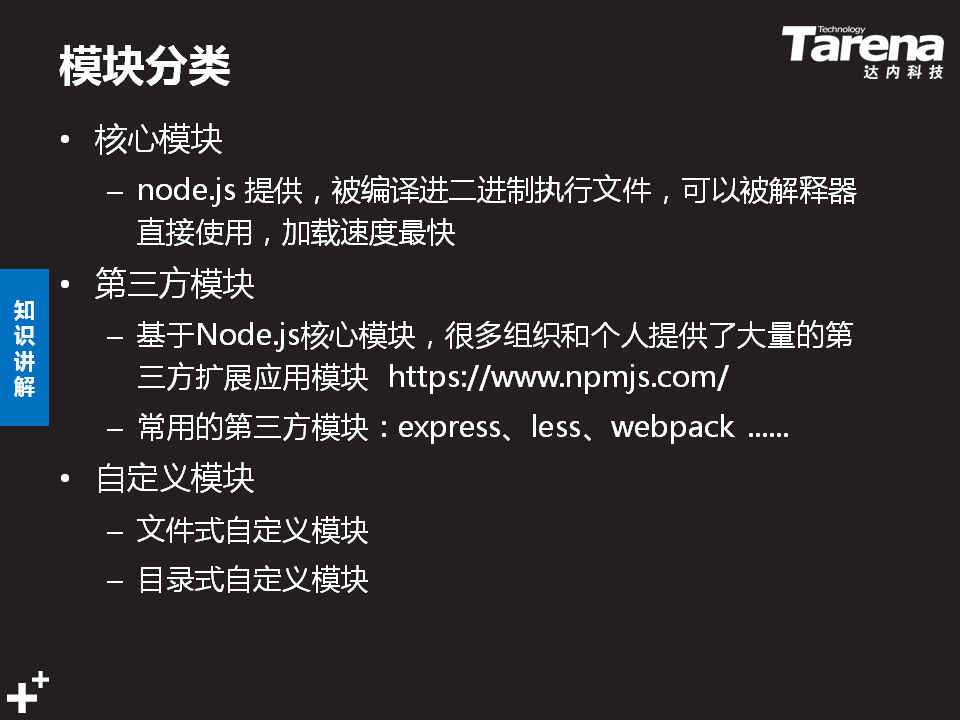 模块分类
Technology
Tarena
达内科技
• 核心模块
– node.js 提供，被编译进二进制执行文件，可以被解释器
直接使用，加载速度最快
知识讲解
• 第三方模块
– 基于Node.js核心模块，很多组织和个人提供了大量的第
三方扩展应用模块 https://www.npmjs.com/
– 常用的第三方模块：express、less、webpack ......
• 自定义模块
– 文件式自定义模块
– 目录式自定义模块